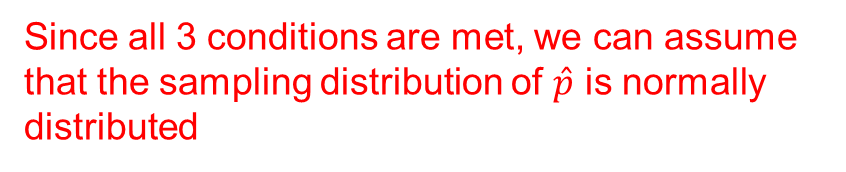 Since all 3 conditions are met, we can assume
that the sampling distribution of p̂ is normally
distributed